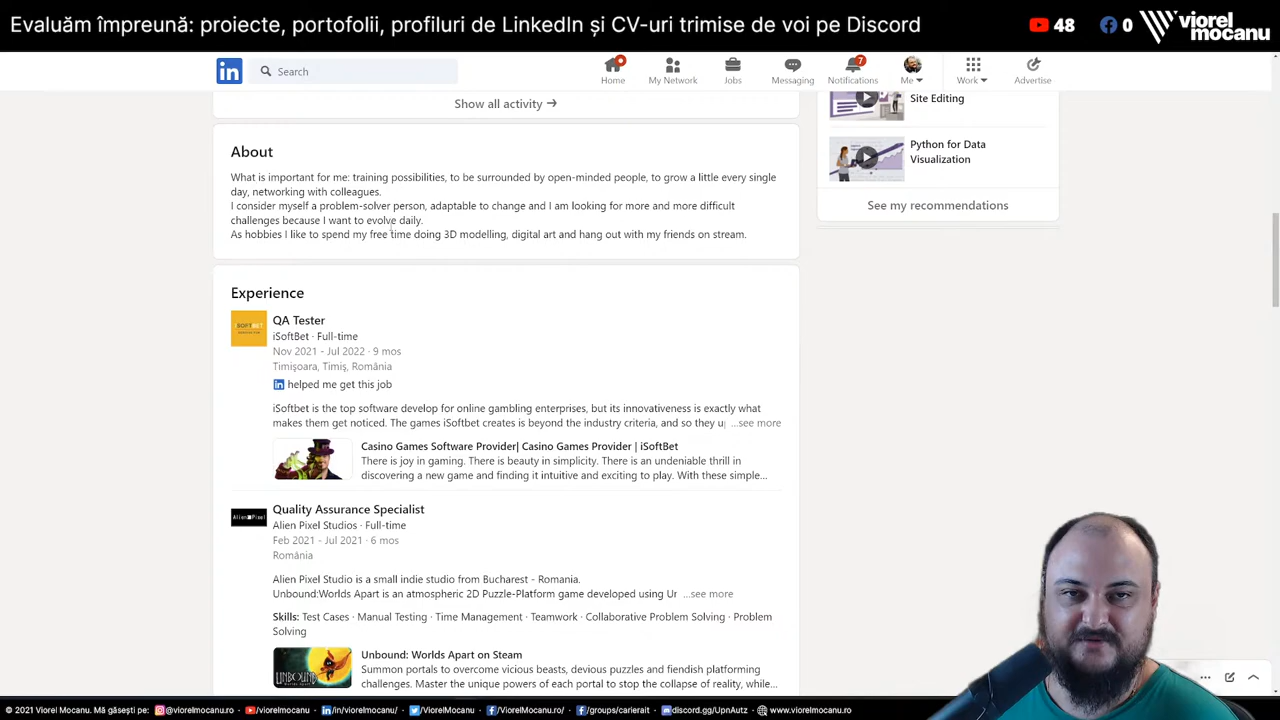 Evaluăm împreună: proiecte, portofolii, profiluri de LinkedIn și CV-uri trimise de voi pe Discord
48
0
viorel
mocanu
in
Search
Home
My Network
Jobs
Messaging
7
Notifications
Me
Work
Advertise
Show all activity →
Site Editing
Python for Data
Visualization
See my recommendations
About
What is important for me: training possibilities, to be surrounded by open-minded people, to grow a little every single
day, networking with colleagues.
I consider myself a problem-solver person, adaptable to change and I am looking for more and more difficult
challenges because I want to evolve daily.
As hobbies I like to spend my free time doing 3D modelling, digital art and hang out with my friends on stream.
Experience
ISOFTBET
QA Tester
iSoftBet · Full-time
Nov 2021 - Jul 2022 · 9 mos
Timișoara, Timiș, România
in helped me get this job
iSoftbet is the top software develop for online gambling enterprises, but its innovativeness is exactly what
makes them get noticed. The games iSoftbet creates is beyond the industry criteria, and so they u ...see more
Casino Games Software Provider| Casino Games Provider | iSoftBet
There is joy in gaming. There is beauty in simplicity. There is an undeniable thrill in
discovering a new game and finding it intuitive and exciting to play. With these simple...
Alien Pixel
Quality Assurance Specialist
Alien Pixel Studios · Full-time
Feb 2021 - Jul 2021 · 6 mos
România
Alien Pixel Studio is a small indie studio from Bucharest - Romania.
Unbound:Worlds Apart is an atmospheric 2D Puzzle-Platform game developed using Ur ...see more
Skills: Test Cases · Manual Testing · Time Management · Teamwork · Collaborative Problem Solving · Problem
Solving
UNBOUND
Unbound: Worlds Apart on Steam
Summon portals to overcome vicious beasts, devious puzzles and fiendish platforming
challenges. Master the unique powers of each portal to stop the collapse of reality, while...
© 2021 Viorel Mocanu. Mă găsești pe: @viorelmocanu.ro /viorelmocanu /in/viorelmocanu/ /ViorelMocanu /ViorelMocanu.ro/ /groups/carierait discord.gg/UpnAutz www.viorelmocanu.ro